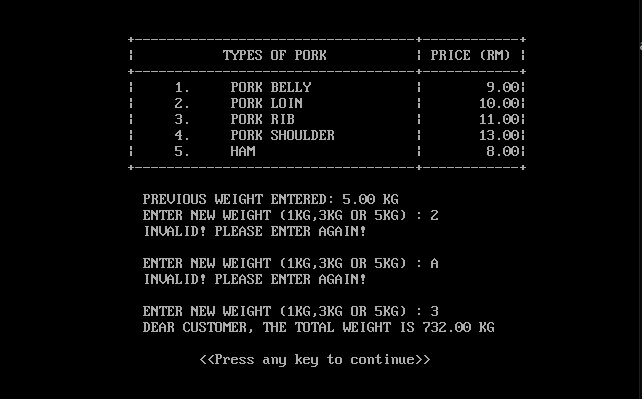 TYPES OF PORK ¦ PRICE (RM) ¦
1. PORK BELLY ¦ 9.00¦
2. PORK LOIN ¦ 10.00¦
3. PORK RIB ¦ 11.00¦
4. PORK SHOULDER ¦ 13.00¦
5. HAM ¦ 8.00¦
PREVIOUS WEIGHT ENTERED: 5.00 KG
ENTER NEW WEIGHT (1KG,3KG OR 5KG) : 2
INVALID! PLEASE ENTER AGAIN!
ENTER NEW WEIGHT (1KG,3KG OR 5KG) : A
INVALID! PLEASE ENTER AGAIN!
ENTER NEW WEIGHT (1KG,3KG OR 5KG) : 3
DEAR CUSTOMER, THE TOTAL WEIGHT IS 732.00 KG
<<Press any key to continue>>